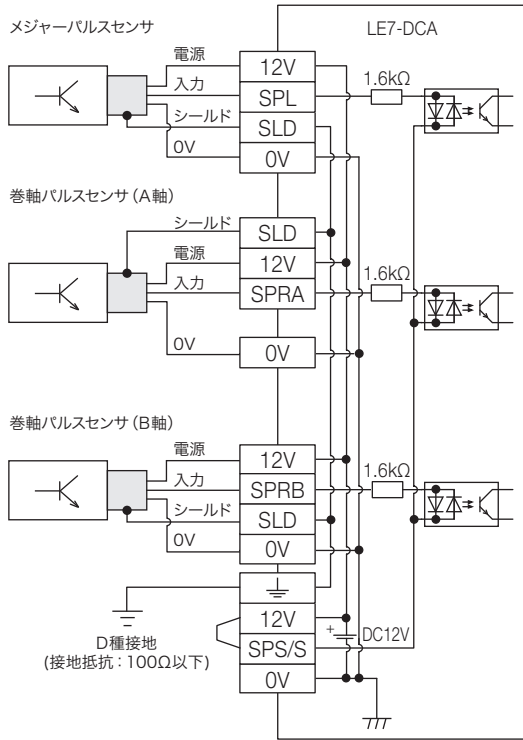 メジャーパルスセンサ
LE7-DCA
電源
12V
1.6kΩ
入力
SPL
シールド
SLD
0V
0V
巻軸パルスセンサ（A軸）
シールド
SLD
電源
12V
1.6kΩ
入力
SPRA
0V
0V
巻軸パルスセンサ（B軸）
電源
12V
1.6kΩ
入力
SPRB
シールド
SLD
0V
0V
12V
+
DC12V
D種接地
(接地抵抗：100Ω以下)
SPS/S
0V